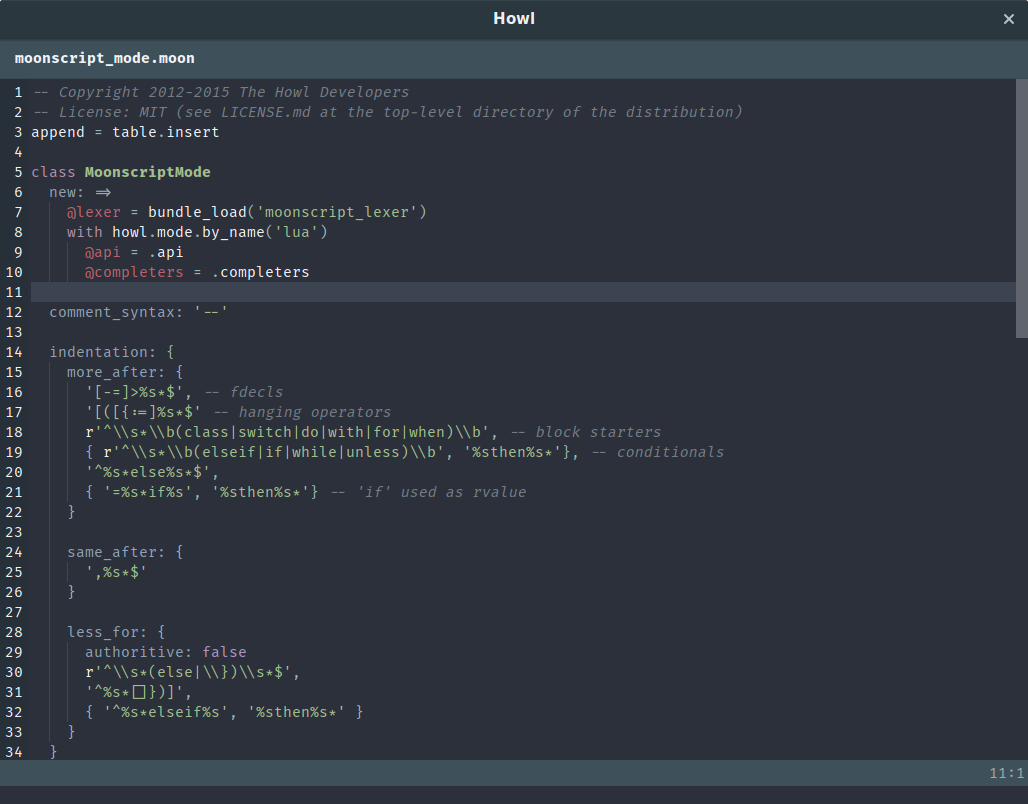 Howl ×
moonscript_mode.moon
1 -- Copyright 2012-2015 The Howl Developers
2 -- License: MIT (see LICENSE.md at the top-level directory of the distribution)
3 append = table.insert
4
5 class MoonscriptMode
6   new: =>
7     @lexer = bundle_load('moonscript_lexer')
8     with howl.mode.by_name('lua')
9       @api = .api
10       @completers = .completers
11
12   comment_syntax: '--'
13
14   indentation: {
15     more_after: {
16       '[-=]>%s*$', -- fdecls
17       '[([{:=]%s*$' -- hanging operators
18       r'^\\s*\\b(class|switch|do|with|for|when)\\b', -- block starters
19       { r'^\\s*\\b(elseif|if|while|unless)\\b', '%sthen%s*'}, -- conditionals
20       '^%s*else%s*$',
21       { '=%s*if%s', '%sthen%s*'} -- 'if' used as rvalue
22     }
23
24     same_after: {
25       ',%s*$'
26     }
27
28     less_for: {
29       authoritive: false
30       r'^\\s*(else|\\})\\s*$',
31       '^%s*[]})]',
32       { '^%s*elseif%s', '%sthen%s*' }
33     }
34   }
11:1